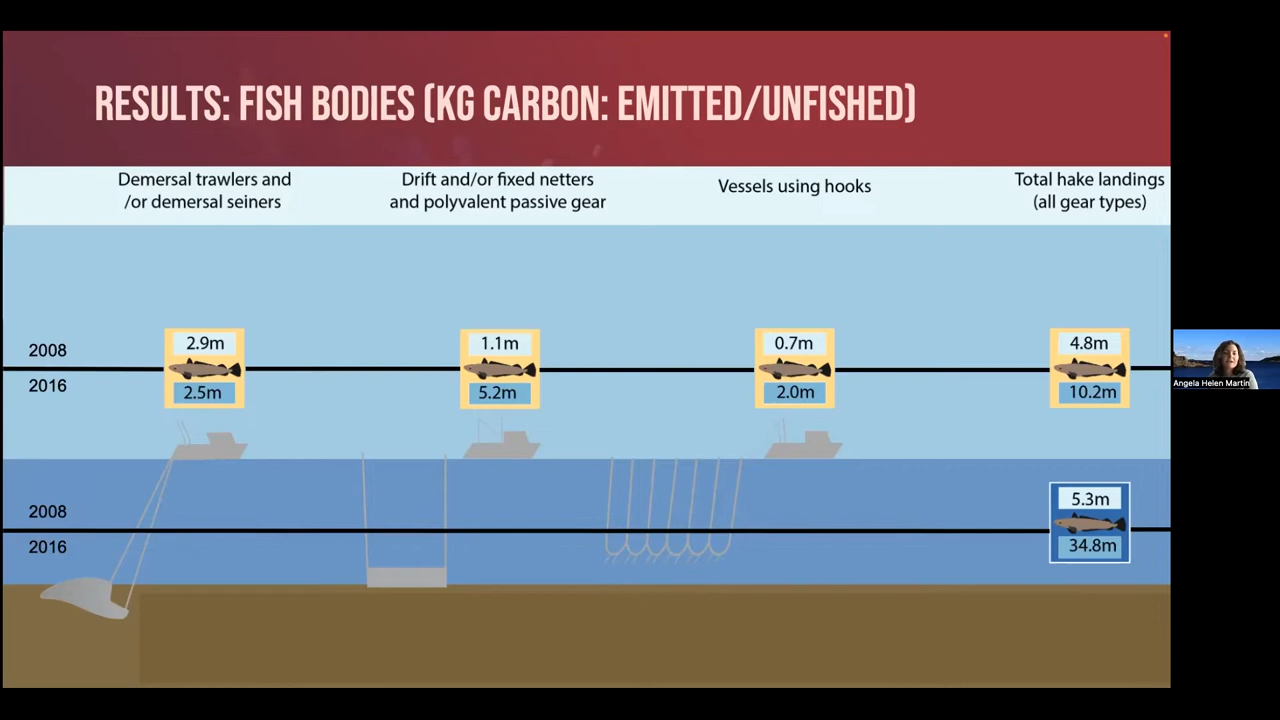 RESULTS: FISH BODIES (KG CARBON: EMITTED/UNFISHED)
Demersal trawlers and
/or demersal seiners
Drift and/or fixed netters
and polyvalent passive gear
Vessels using hooks
Total hake landings
(all gear types)
2008
2.9m
1.1m
0.7m
4.8m
2016
2.5m
5.2m
2.0m
10.2m
Angela Helen Martin
2008
5.3m
2016
34.8m